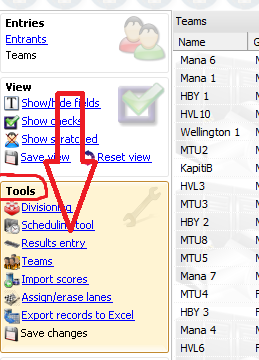 Entries
Entrants
Teams
View
Show/hide fields
Show checks
Show scratched
Save view Reset view
Tools
Divisioning
Scheduling tool
Results entry
Teams
Import scores
Assign/erase lanes
Export records to Excel
Save changes
Teams
Name G
Mana 6 M
Mana 1 M
HBY 1 M
HVL10 M
Wellington 1 M
MTU2 M
KapitiB M
HVL3 M
MTU3 M
HBY 2 M
MTU8 M
MTU5 M
Mana 7 M
MTU4 F
HBY 3 F
Mana 4 M
HVL6 M